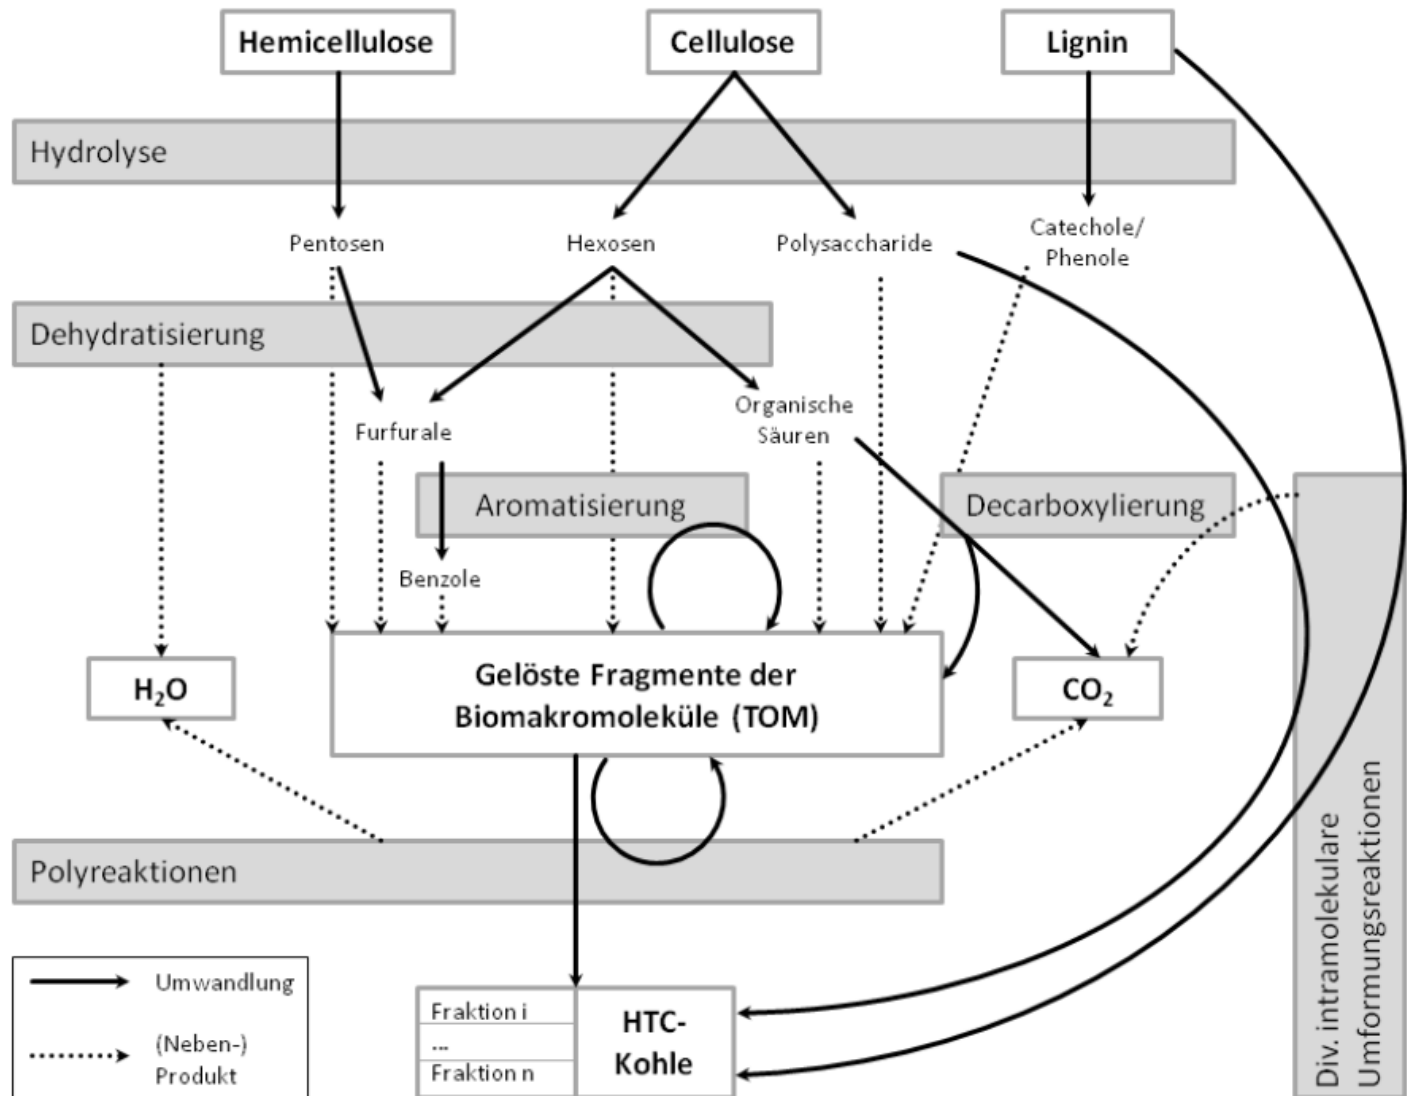 Hemicellulose
Cellulose
Lignin
Hydrolyse
Pentosen
Hexosen
Polysaccharide
Catechole/
Phenole
Dehydratisierung
Organische
Säuren
Furfurale
Aromatisierung
Decarboxylierung
Benzole
H₂O
Gelöste Fragmente der
Biomakromoleküle (TOM)
CO₂
Polyreaktionen
Div. intramolekulare
Umformungsreaktionen
Umwandlung
(Neben-)
Produkt
Fraktion i
...
Fraktion n
HTC-
Kohle